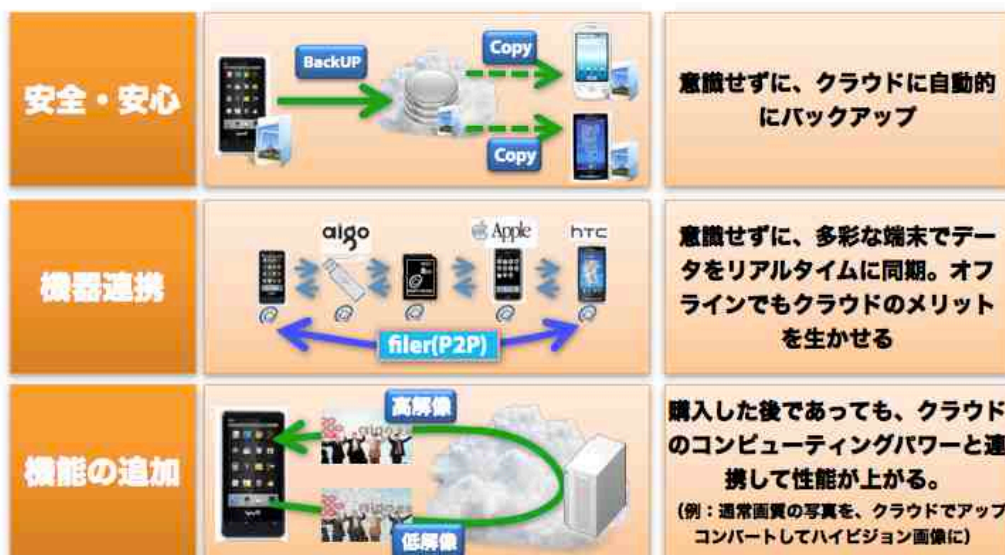 安全・安心
BackUP
Copy
Copy
意識せずに、クラウドに自動的
にバックアップ
機器連携
aigo
Apple
hTC
filer(P2P)
意識せずに、多彩な端末でデー
タをリアルタイムに同期。オフ
ラインでもクラウドのメリット
を生かせる
機能の追加
高解像
低解像
購入した後であっても、クラウド
のコンピューティングパワーと連
携して性能が上がる。
(例：通常画質の写真を、クラウドでアップ
コンバートしてハイビジョン画像に)